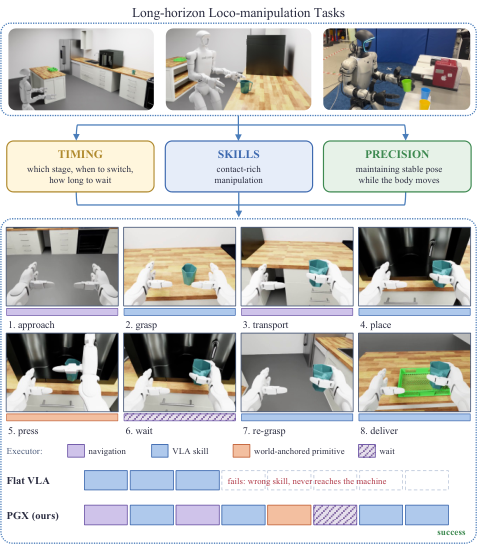 Long-horizon Loco-manipulation Tasks
TIMING
which stage, when to switch,
how long to wait
SKILLS
contact-rich
manipulation
PRECISION
maintaining stable pose
while the body moves
1. approach
2. grasp
3. transport
4. place
5. press
6. wait
7. re-grasp
8. deliver
Executor:
navigation
VLA skill
world-anchored primitive
wait
Flat VLA
fails: wrong skill, never reaches the machine
PGX (ours)
success